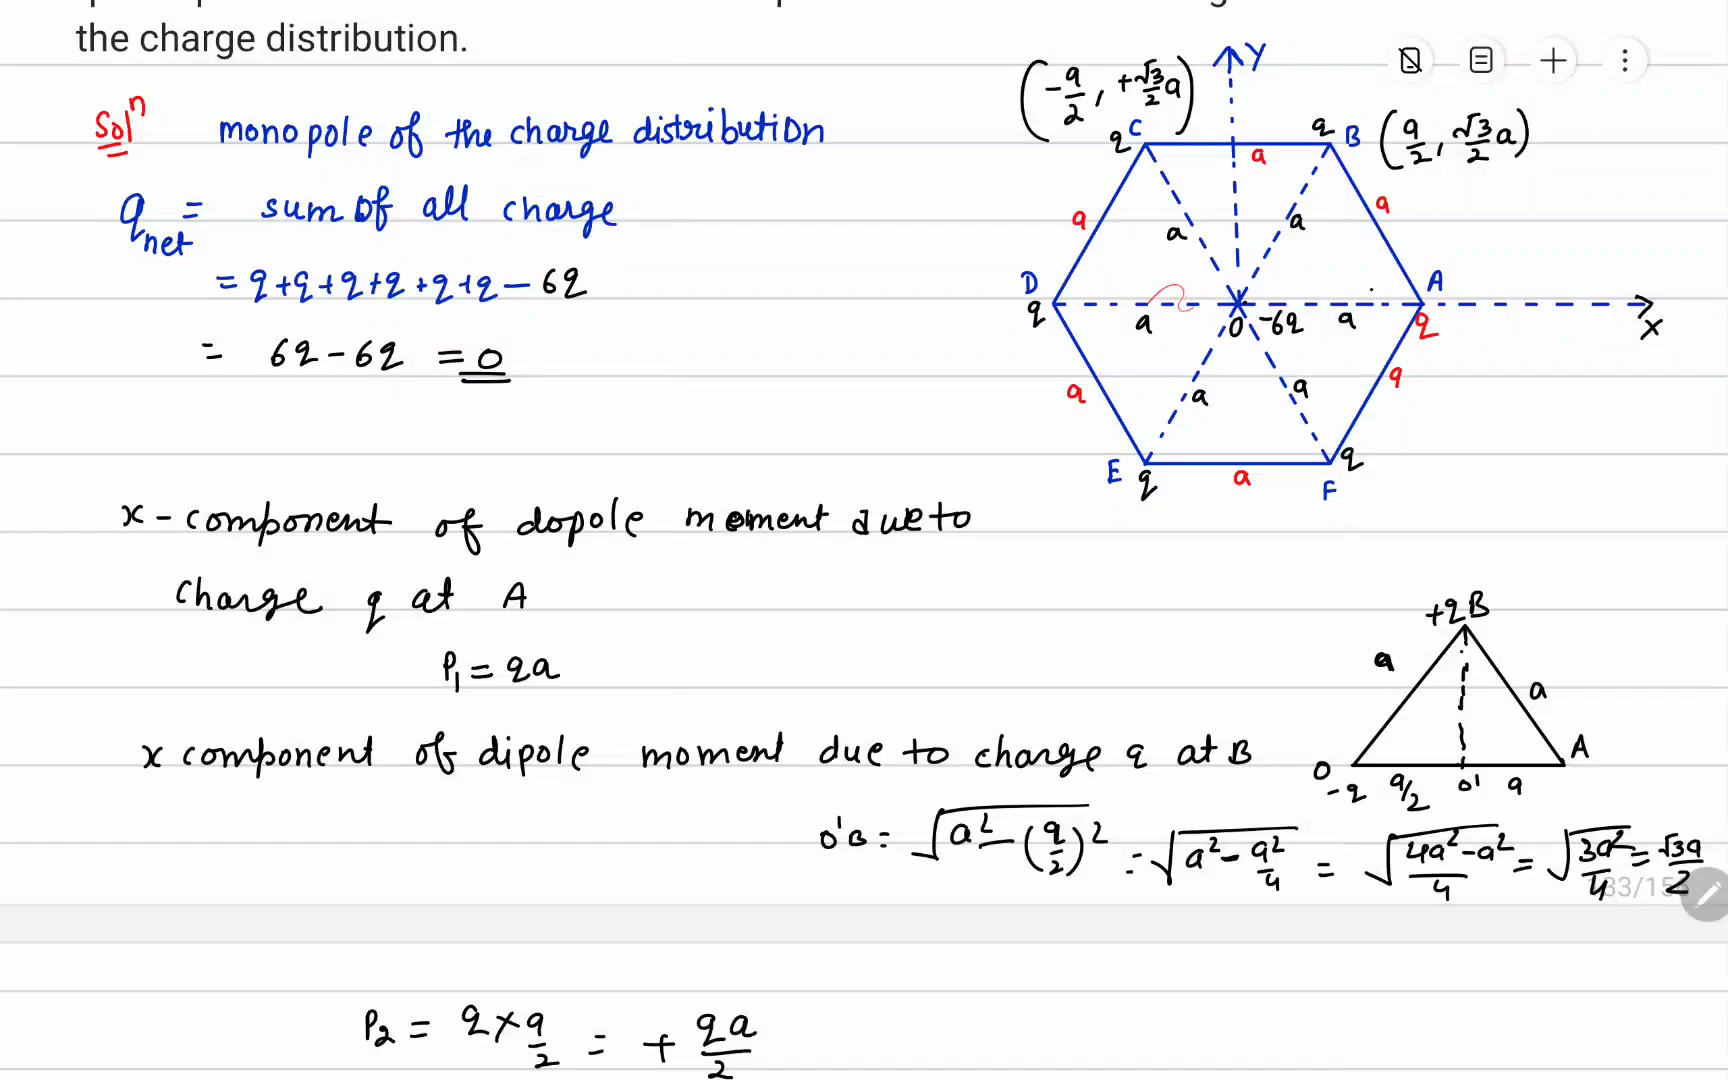 the charge distribution.
Solⁿ monopole of the charge distribution
q_net = sum of all charge
= q+q+q+q+q+q-6q
= 6q-6q = 0
(-a/2, +√3/2 a)
Y
q C
q B (a/2, √3/2 a)
a
a a
a a
D A
q a O -6q a q X
a a a a
E q a q F
x-component of dopole moment due to
charge q at A
P₁ = qa
+q B
a a
x component of dipole moment due to charge q at B
O -q a/2 O' a A
O'B = √(a² - (a/2)²) = √(a² - a²/4) = √((4a²-a²)/4) = √(3a²/4) = √3a/2
P₂ = q × a/2 = + qa/2